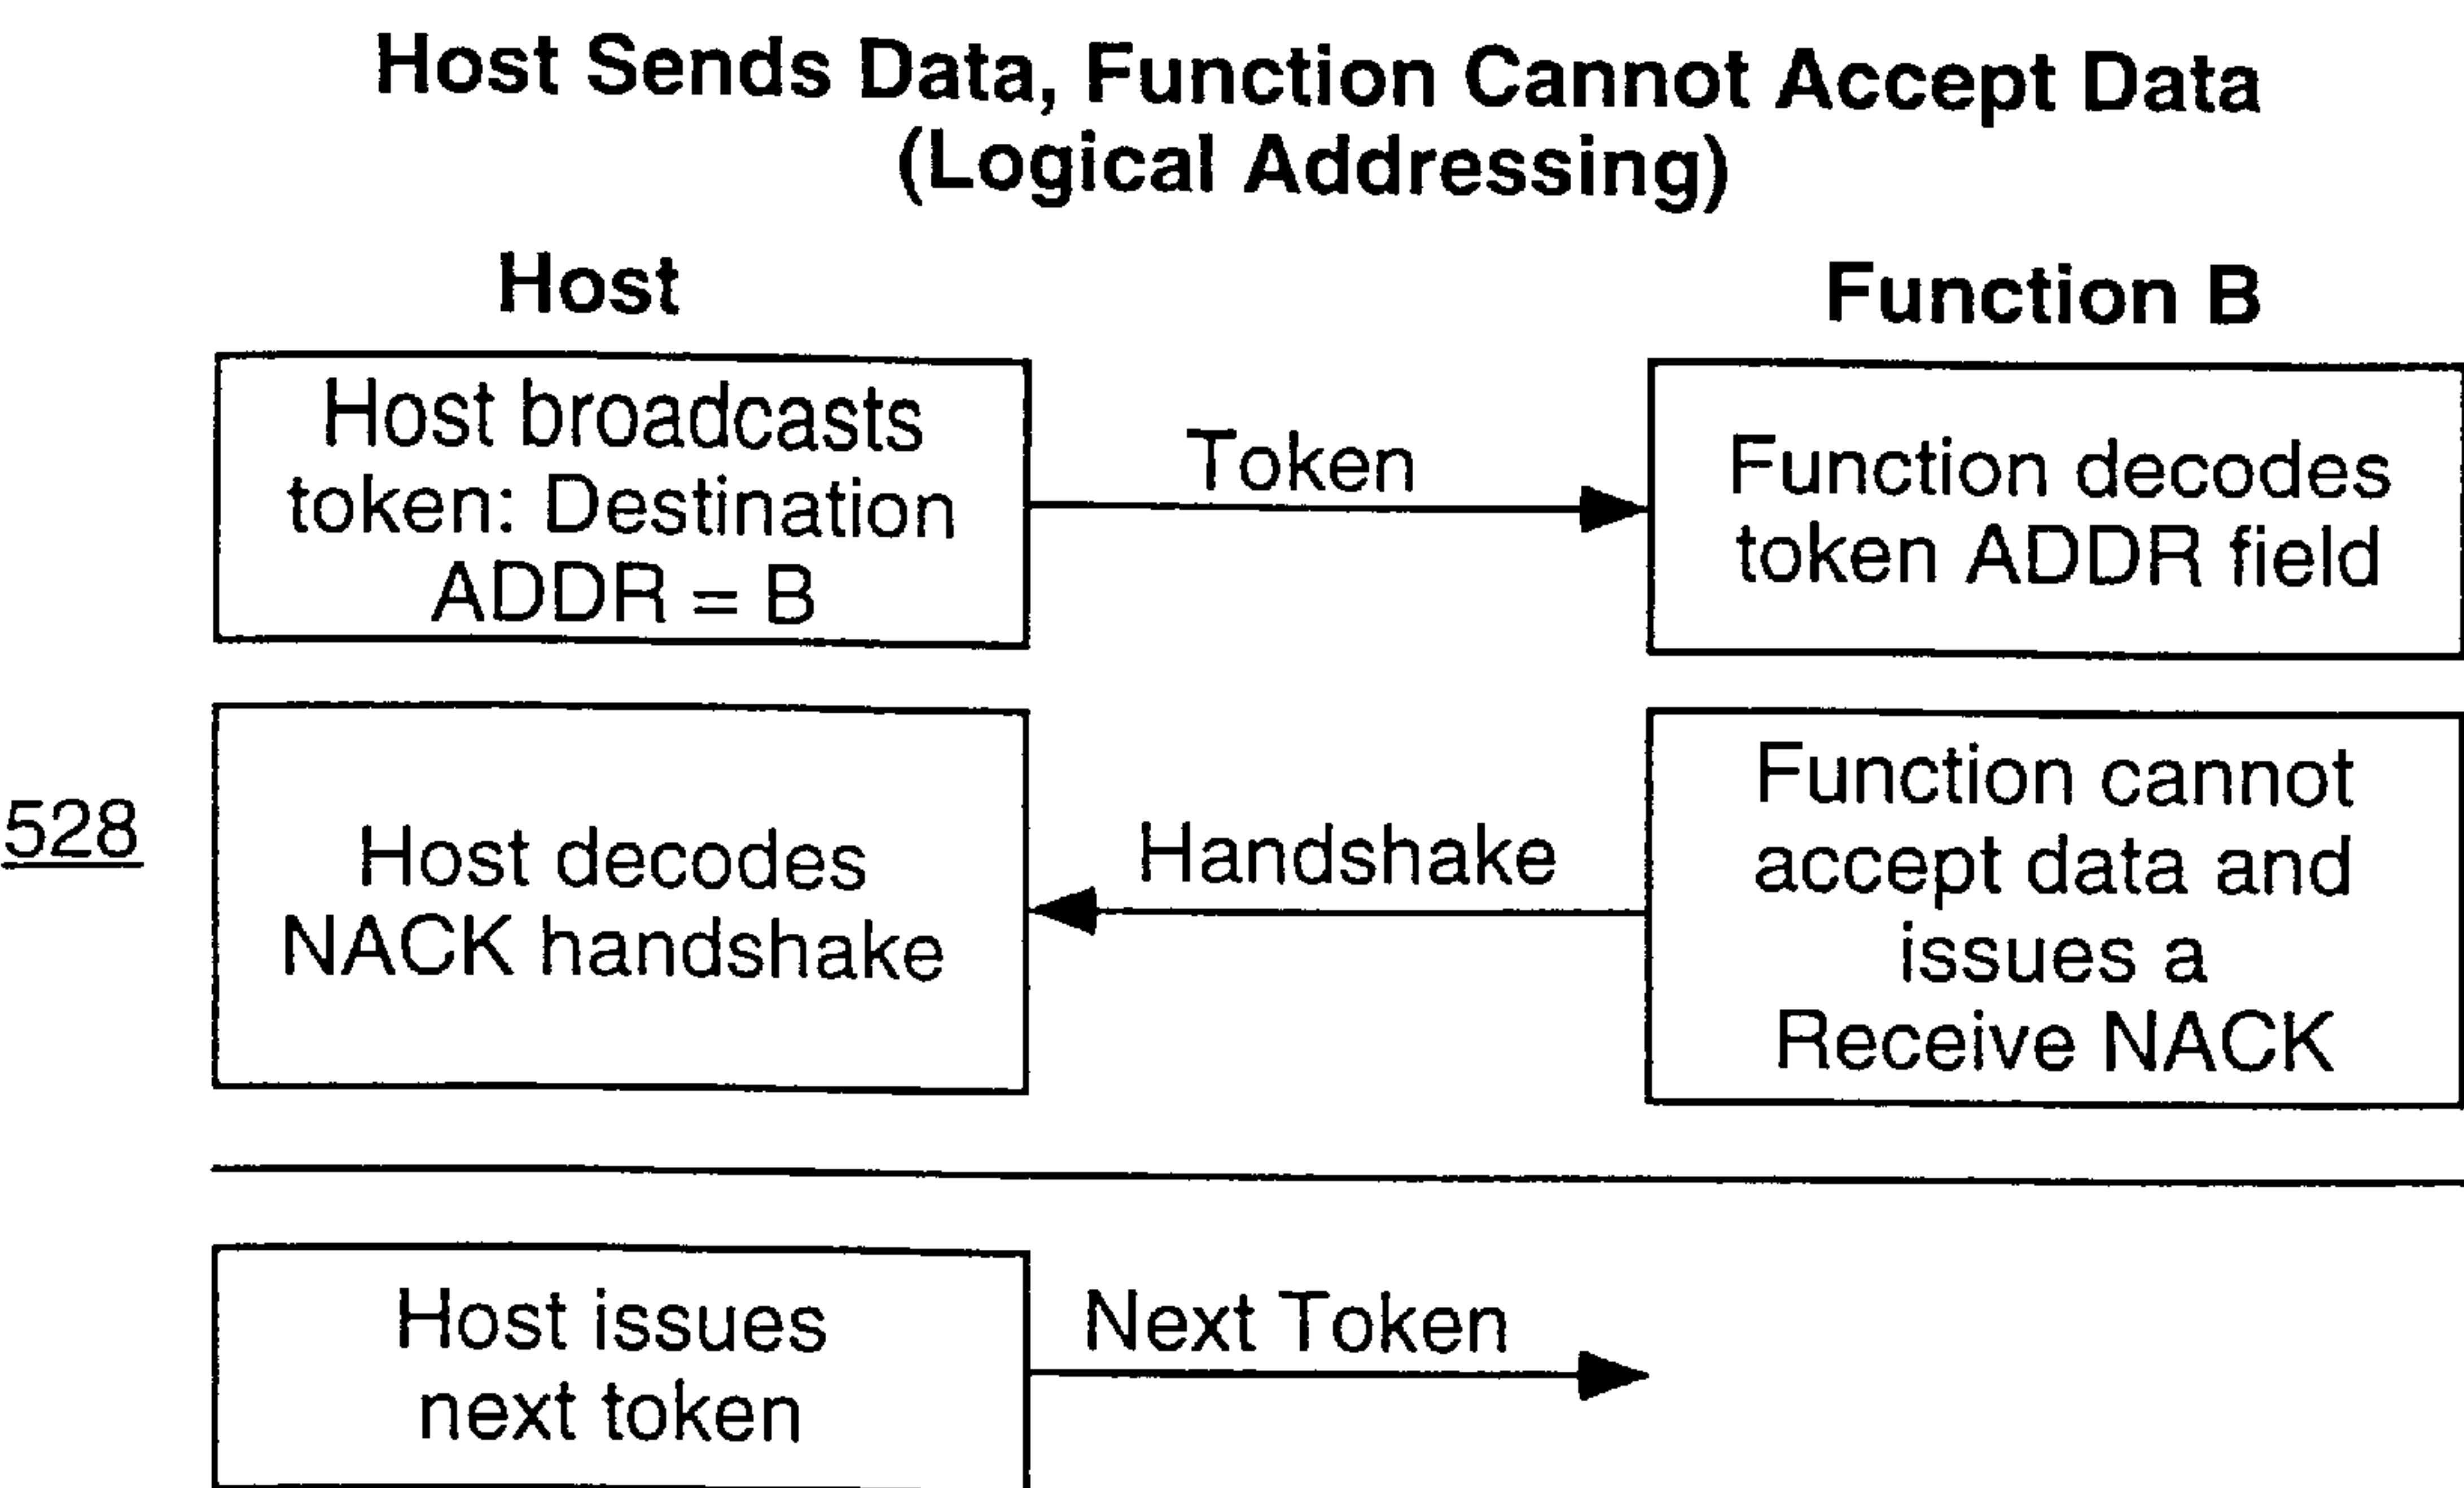 Host Sends Data, Function Cannot Accept Data
(Logical Addressing)
Host
Function B
Host broadcasts
token: Destination
ADDR = B
Token
Function decodes
token ADDR field
528
Host decodes
NACK handshake
Handshake
Function cannot
accept data and
issues a
Receive NACK
Host issues
next token
Next Token